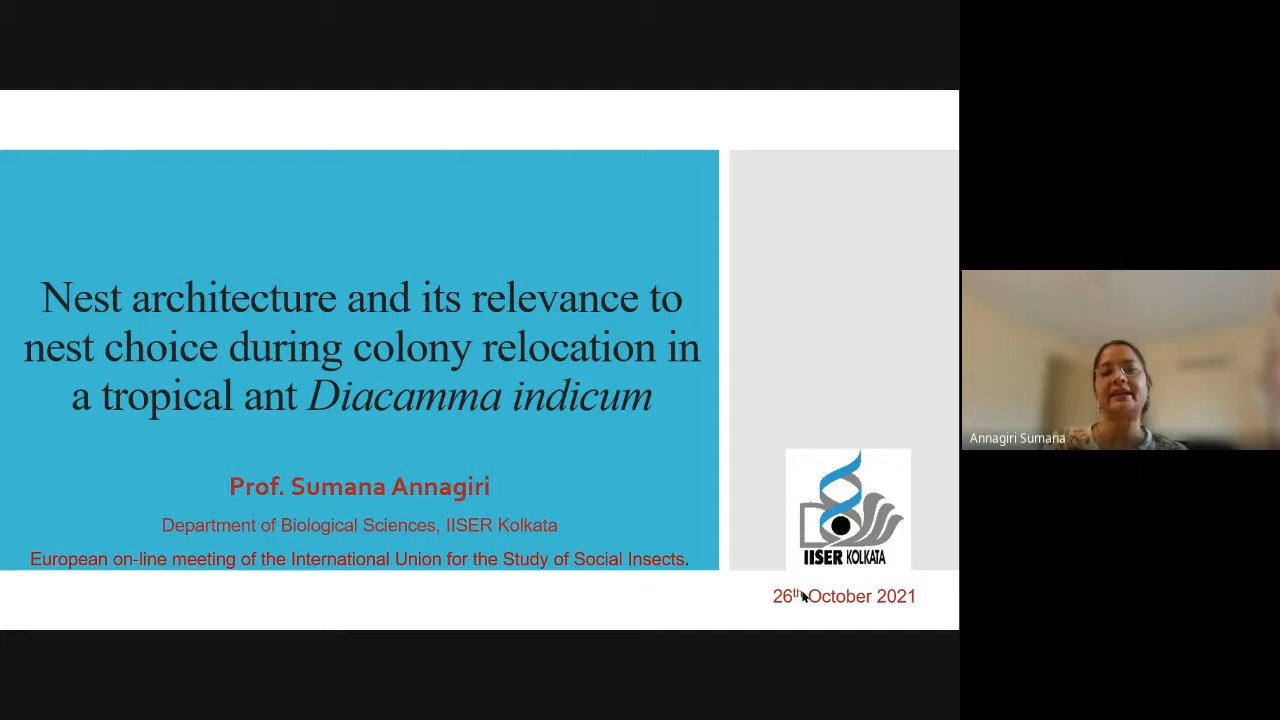 Nest architecture and its relevance to
nest choice during colony relocation in
a tropical ant Diacamma indicum
Prof. Sumana Annagiri
Department of Biological Sciences, IISER Kolkata
European on-line meeting of the International Union for the Study of Social Insects.
IISER KOLKATA
26th October 2021
Annagiri Sumana